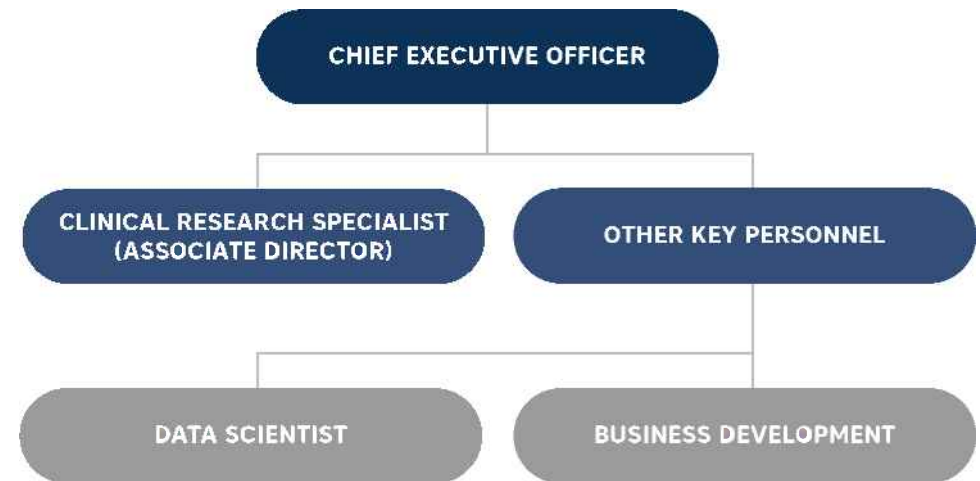 CHIEF EXECUTIVE OFFICER
CLINICAL RESEARCH SPECIALIST
(ASSOCIATE DIRECTOR)
OTHER KEY PERSONNEL
DATA SCIENTIST
BUSINESS DEVELOPMENT